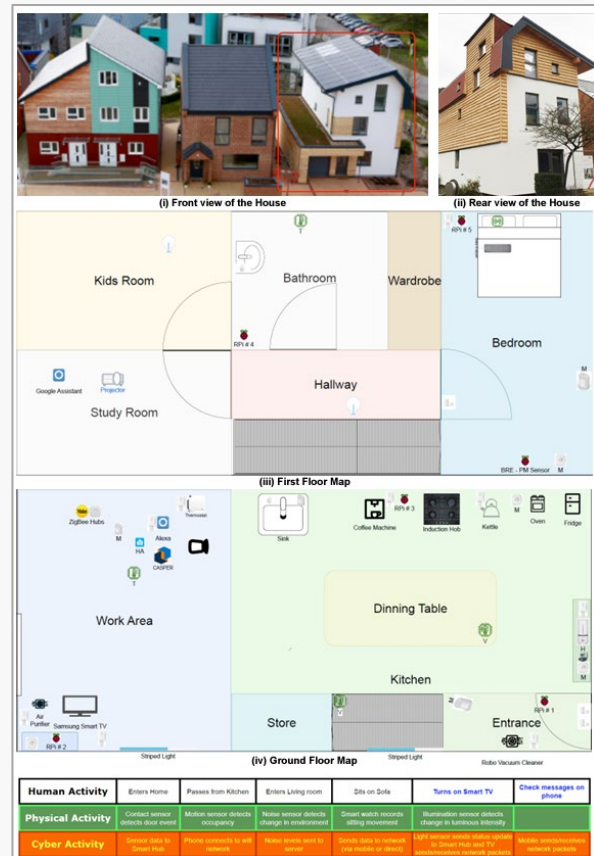 (i) Front view of the House
(ii) Rear view of the House
T
RPi # 5
Kids Room
Bathroom
Wardrobe
RPi # 4
Bedroom
Google Assistant
Projector
Hallway
M
Study Room
BRE - PM Sensor
M
(iii) First Floor Map
ZigBee Hubs
Thermostat
M
Alexa
HA
CASPER
T
Sink
Coffee Machine
RPi # 3
Induction Hob
Kettle
M
Oven
Fridge
Work Area
Dinning Table
V
H
M
Kitchen
Air
Purifier
Samsung Smart TV
RPi # 2
Store
V
Entrance
RPi # 1
Striped Light
(iv) Ground Floor Map
Striped Light
Robo Vacuum Cleaner
Human Activity
Enters Home
Passes from Kitchen
Enters Living room
Sits on Sofa
Turns on Smart TV
Check messages on
phone
Physical Activity
Contact sensor
detects door event
Motion sensor detects
occupancy
Noise sensor detects
change in environment
Smart watch records
sitting movement
Illumination sensor detects
change in luminous intensity
Cyber Activity
Sensor data to
Smart Hub
Phone connects to wifi
network
Noise levels sent to
server
Sends data to network
(via mobile or direct)
Light sensor sends status update
to Smart Hub and TV
sends/receives network packets
Mobile sends/receives
network packets